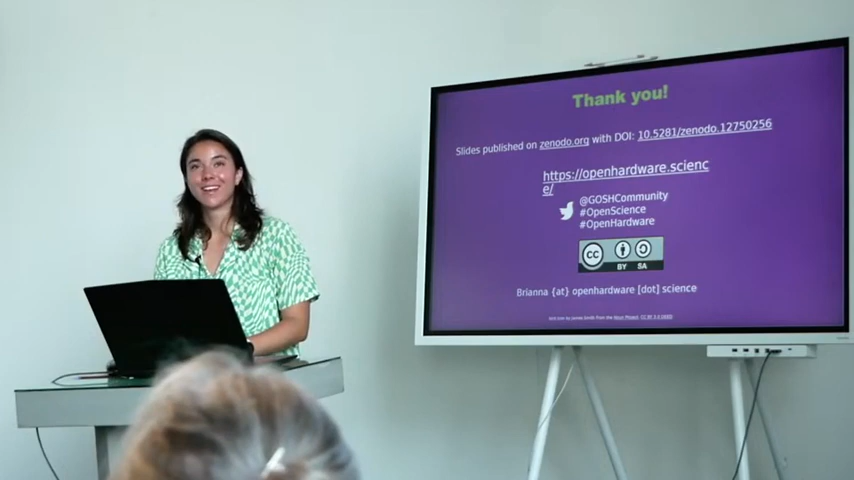 Thank you!
Slides published on zenodo.org with DOI: 10.5281/zenodo.12750256
https://openhardware.scienc
e/
@GOSHCommunity
#OpenScience
#OpenHardware
CC
BY SA
Brianna {at} openhardware [dot] science